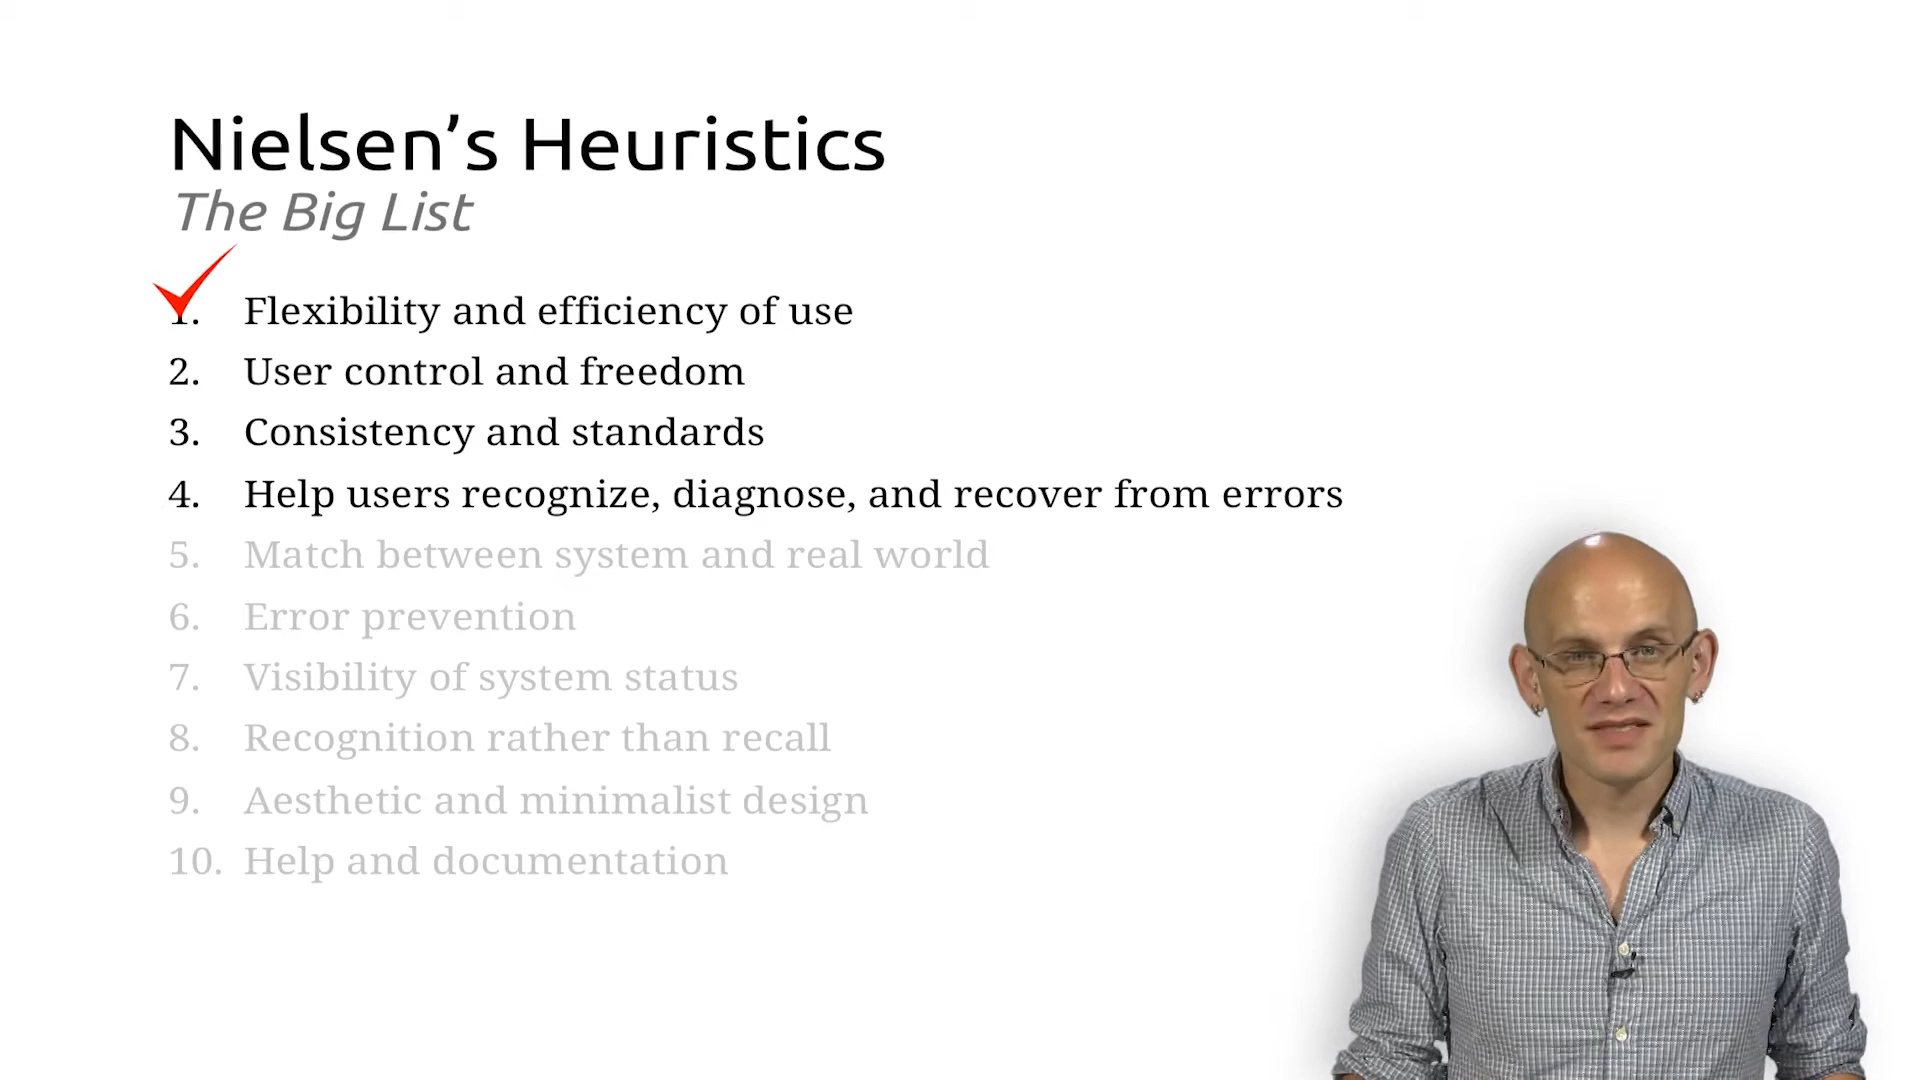 Nielsen’s Heuristics
The Big List
1. Flexibility and efficiency of use
2. User control and freedom
3. Consistency and standards
4. Help users recognize, diagnose, and recover from errors
5. Match between system and real world
6. Error prevention
7. Visibility of system status
8. Recognition rather than recall
9. Aesthetic and minimalist design
10. Help and documentation